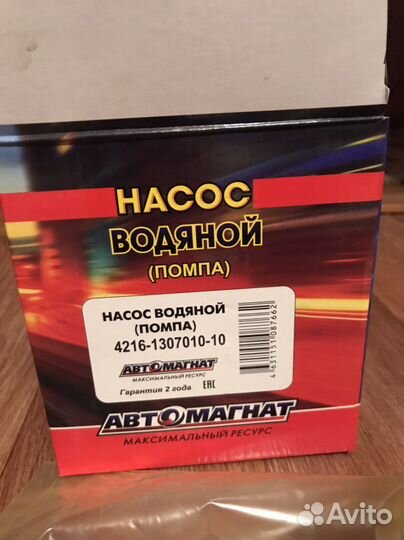 НАСОС
ВОДЯНОЙ
(ПОМПА)
НАСОС ВОДЯНОЙ
(ПОМПА)
4216-1307010-10
АВТОМАГНАТ
МАКСИМАЛЬНЫЙ РЕСУРС
Гарантия 2 года EAC
4631151087662
АВТОМАГНАТ
МАКСИМАЛЬНЫЙ РЕСУРС
Avito